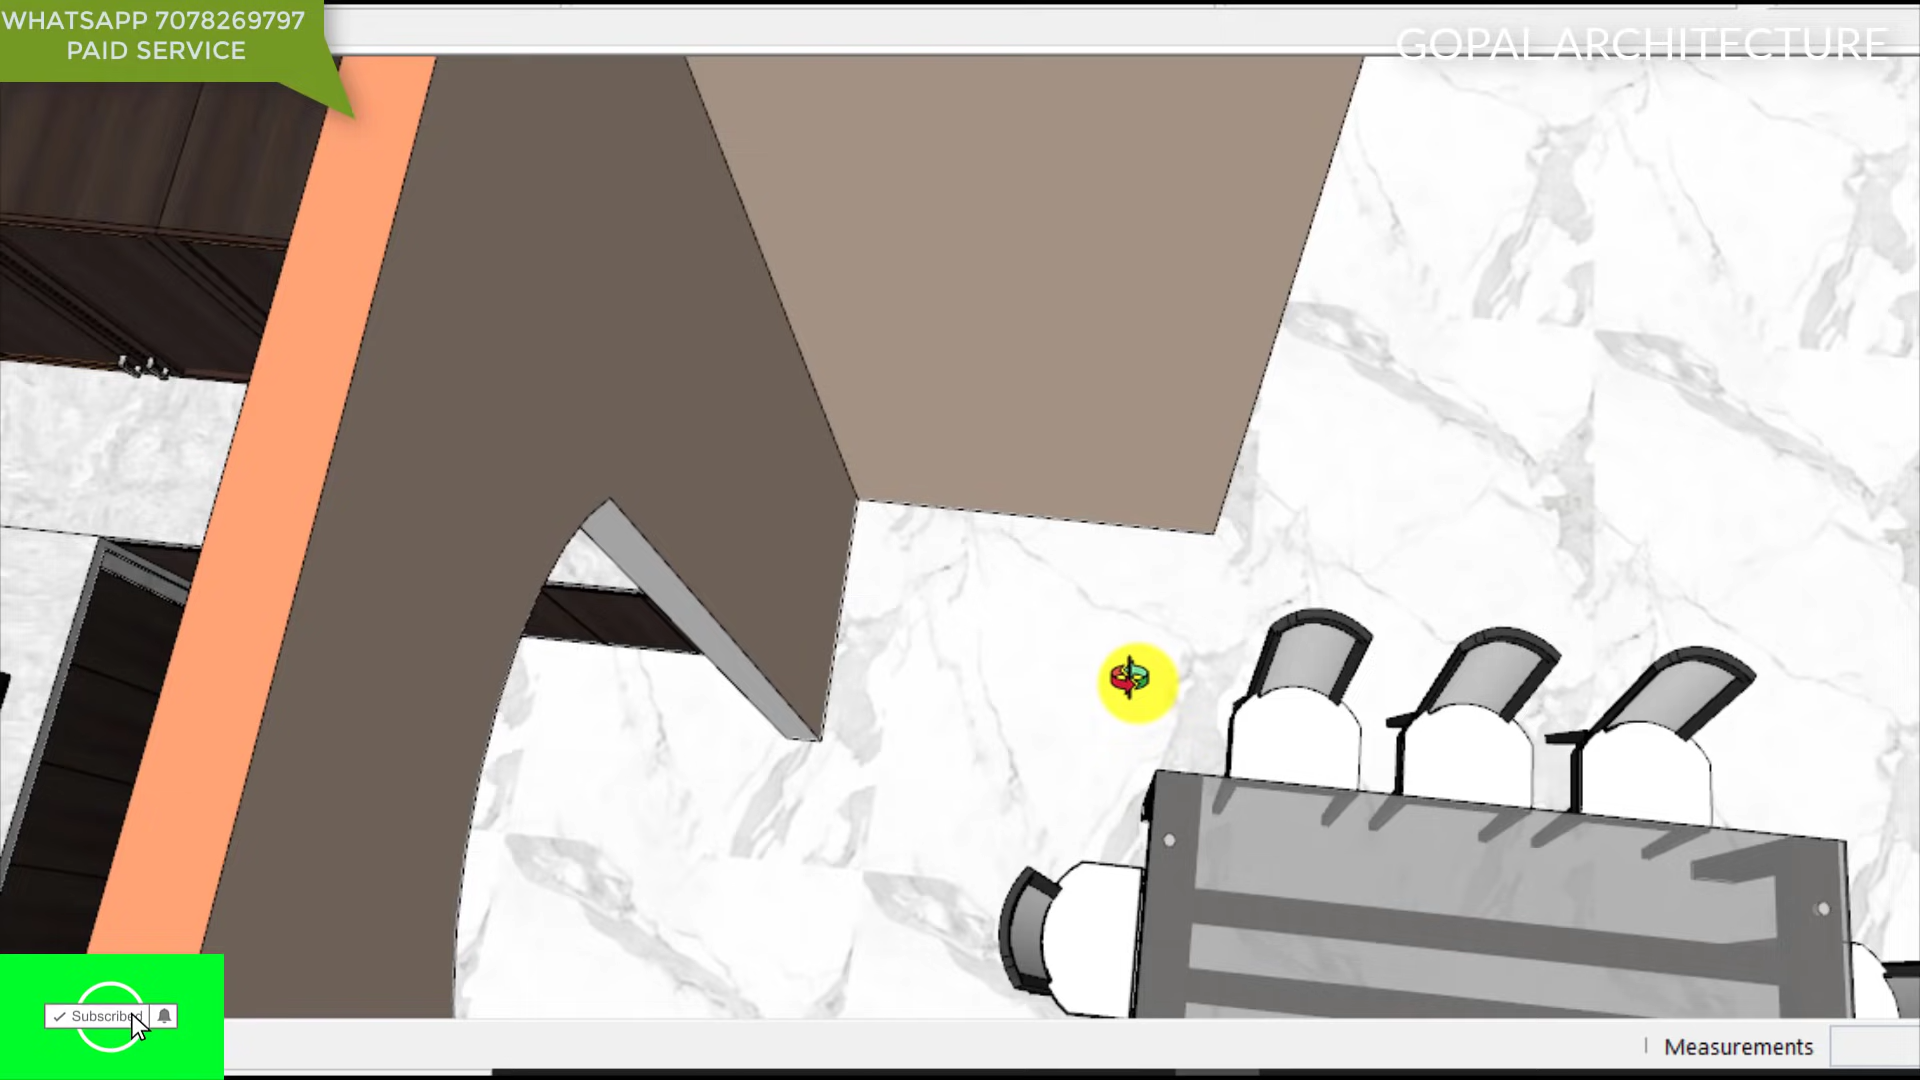 WHATSAPP 7078269797
PAID SERVICE
GOPAL ARCHITECTURE
Subscribed
Measurements